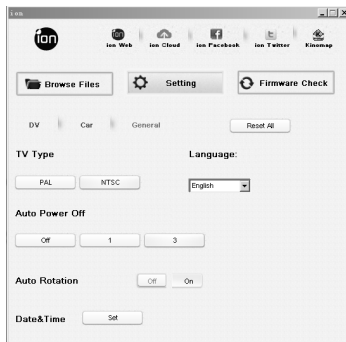 ion
ion
ion
ion Web ion Cloud ion Facebook ion Twitter Kinomap
Browse Files Setting Firmware Check
DV Car General Reset All
TV Type Language:
PAL NTSC English
Auto Power Off
Off 1 3
Auto Rotation Off On
Date&Time Set